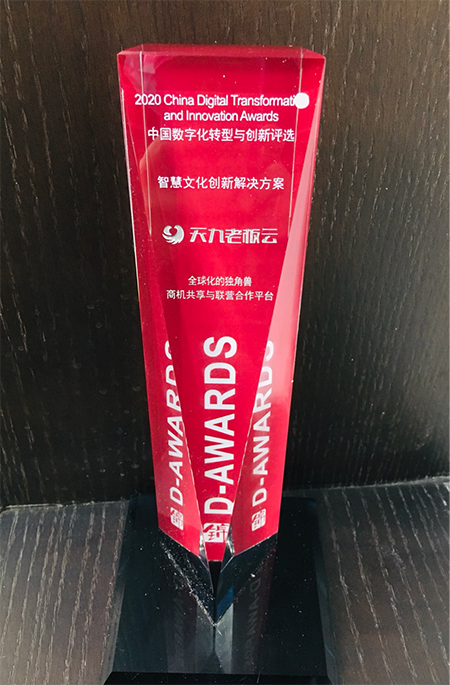 2020 China Digital Transformation
and Innovation Awards
中国数字化转型与创新评选
智慧文化创新解决方案
天九老板云
全球化的独角兽
商机共享与联营合作平台
D-AWARDS
D-AWARDS
D-AWARDS